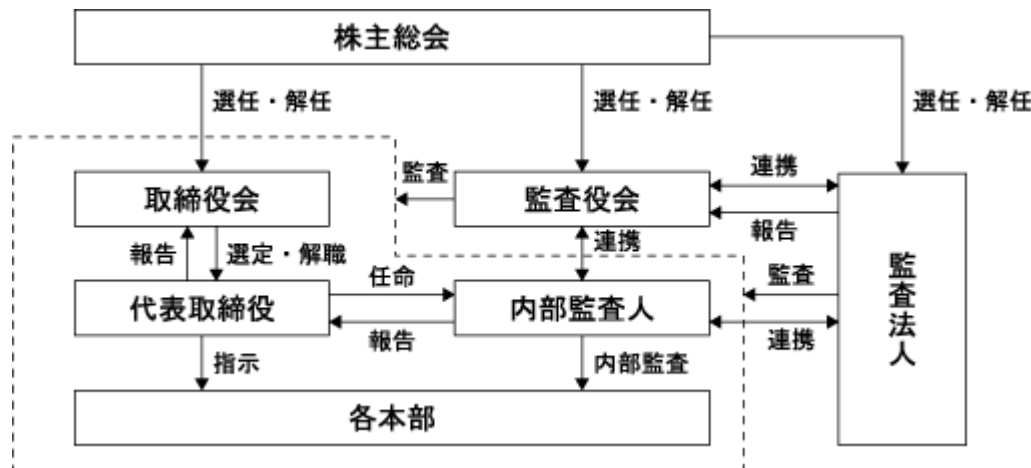 株主総会
選任・解任
選任・解任
選任・解任
取締役会
監査
監査役会
連携
報告
報告
選定・解職
連携
代表取締役
任命
報告
内部監査人
監査
連携
監査法人
指示
内部監査
各本部